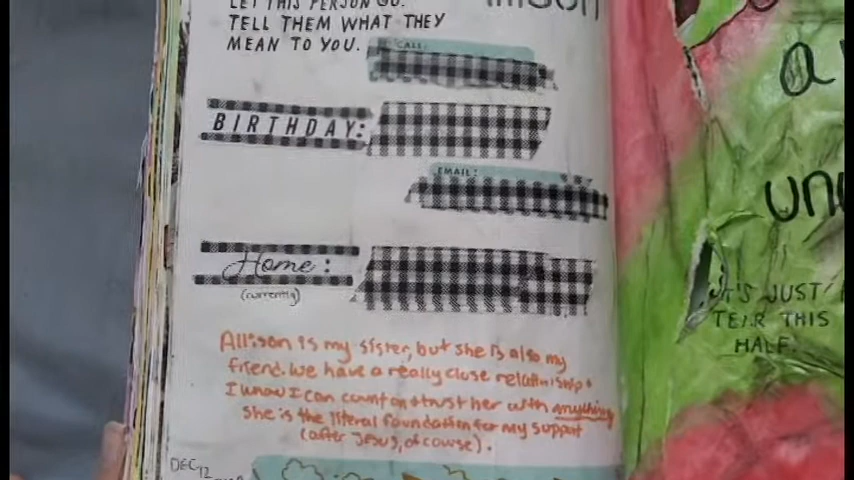 LET THIS PERSON GO.
TELL THEM WHAT THEY
MEAN TO YOU.
CALL:
BIRTHDAY:
EMAIL:
Home:
(currently)
Allison is my sister, but she is also my
friend. We have a really close relationship.
I know I can count on & trust her with anything
she is the literal foundation for my support
(after Jesus, of course).
DEC 12
a
un
IT'S JUST
TEAR THIS
HALF.